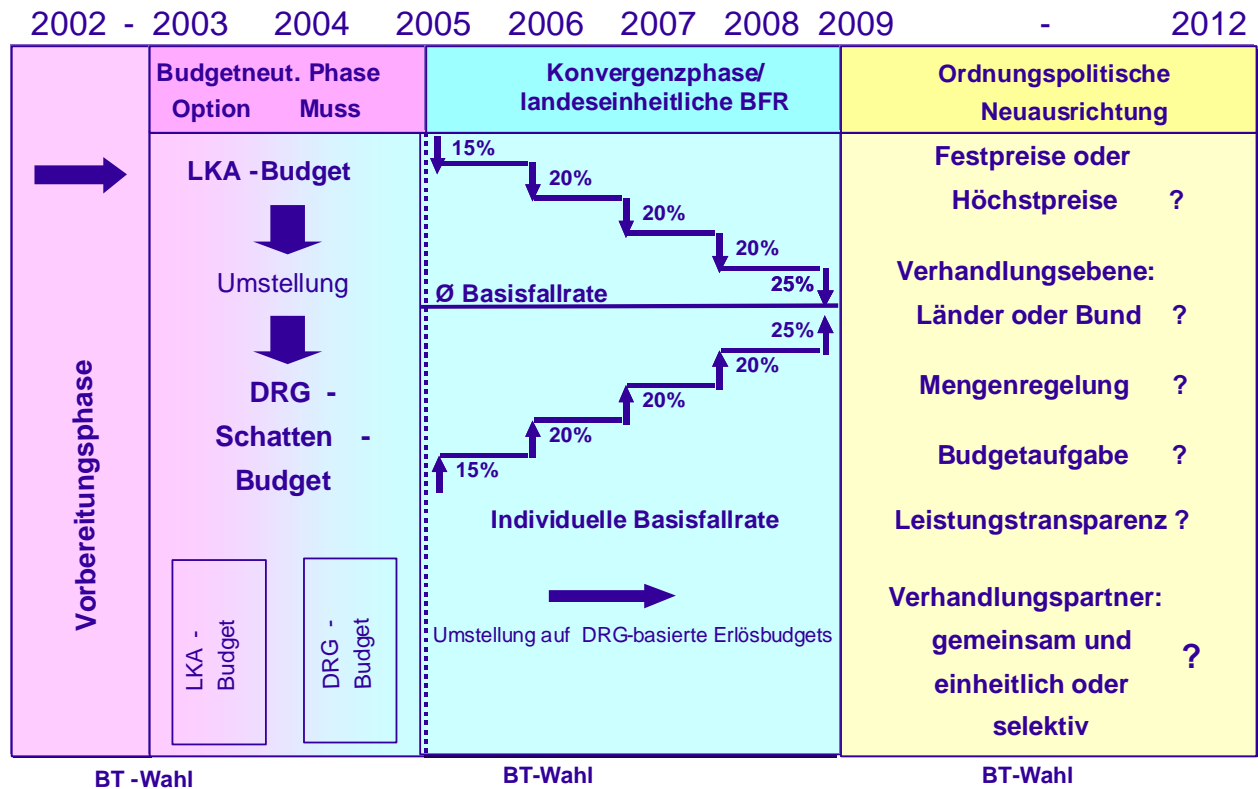 2002 - 2003 2004 2005 2006 2007 2008 2009 - 2012
Vorbereitungsphase
Budgetneut. Phase
Option Muss
LKA -Budget
Umstellung
DRG -
Schatten -
Budget
LKA -
Budget
DRG -
Budget
Konvergenzphase/
landeseinheitliche BFR
15%
20%
20%
20%
25%
Ø Basisfallrate
25%
20%
20%
20%
15%
Individuelle Basisfallrate
Umstellung auf DRG-basierte Erlösbudgets
Ordnungspolitische
Neuausrichtung
Festpreise oder
Höchstpreise ?
Verhandlungsebene:
Länder oder Bund ?
Mengenregelung ?
Budgetaufgabe ?
Leistungstransparenz ?
Verhandlungspartner:
gemeinsam und
einheitlich oder ?
selektiv
BT -Wahl BT-Wahl BT-Wahl